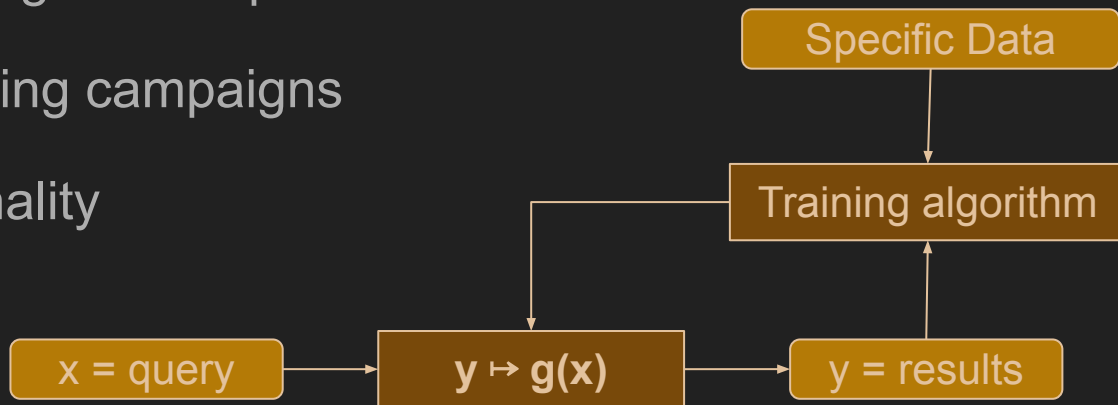 Specific Data
ing campaigns
Training algorithm
ality
x = query
y ↦ g(x)
y = results